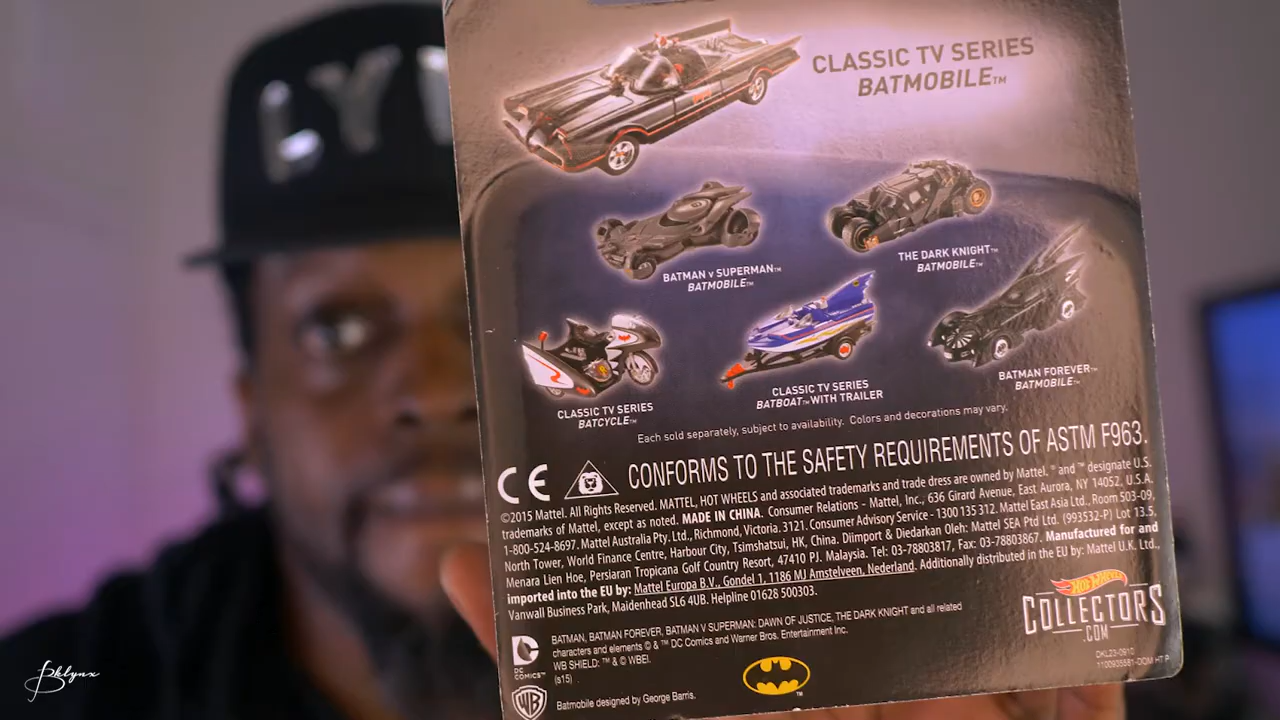 LY
CLASSIC TV SERIES
BATMOBILE™
BATMAN v SUPERMAN™
BATMOBILE™
THE DARK KNIGHT™
BATMOBILE™
CLASSIC TV SERIES
BATCYCLE™
CLASSIC TV SERIES
BATBOAT™ WITH TRAILER
BATMAN FOREVER™
BATMOBILE™
Each sold separately, subject to availability. Colors and decorations may vary.
CE
CONFORMS TO THE SAFETY REQUIREMENTS OF ASTM F963.
©2015 Mattel. All Rights Reserved. MATTEL, HOT WHEELS and associated trademarks and trade dress are owned by Mattel, ® and ™ designate U.S.
trademarks of Mattel, except as noted. MADE IN CHINA. Consumer Relations - Mattel, Inc., 636 Girard Avenue, East Aurora, NY 14052, U.S.A.
1-800-524-8697. Mattel Australia Pty. Ltd., Richmond, Victoria. 3121. Consumer Advisory Service - 1300 135 312. Mattel East Asia Ltd., Room 503-09,
North Tower, World Finance Centre, Harbour City, Tsimshatsui, HK, China. Diimport & Diedarkan Oleh: Mattel SEA Ptd Ltd. (993532-P) Lot 13.5,
Menara Lien Hoe, Persiaran Tropicana Golf Country Resort, 47410 PJ. Malaysia. Tel: 03-78803817, Fax: 03-78803867. Manufactured for and
imported into the EU by: Mattel Europa B.V., Gondel 1, 1186 MJ Amstelveen, Nederland. Additionally distributed in the EU by: Mattel U.K. Ltd.,
Vanwall Business Park, Maidenhead SL6 4UB. Helpline 01628 500303.
HOT WHEELS
COLLECTORS
.COM
DC
DC
COMICS™
BATMAN, BATMAN FOREVER, BATMAN V SUPERMAN: DAWN OF JUSTICE, THE DARK KNIGHT and all related
characters and elements © & ™ DC Comics and Warner Bros. Entertainment Inc.
WB SHIELD: ™ & © WBEI.
(s15)
DKL23-0910
1100935581-DOM HT P
WB
Batmobile designed by George Barris.
™
Bklynx